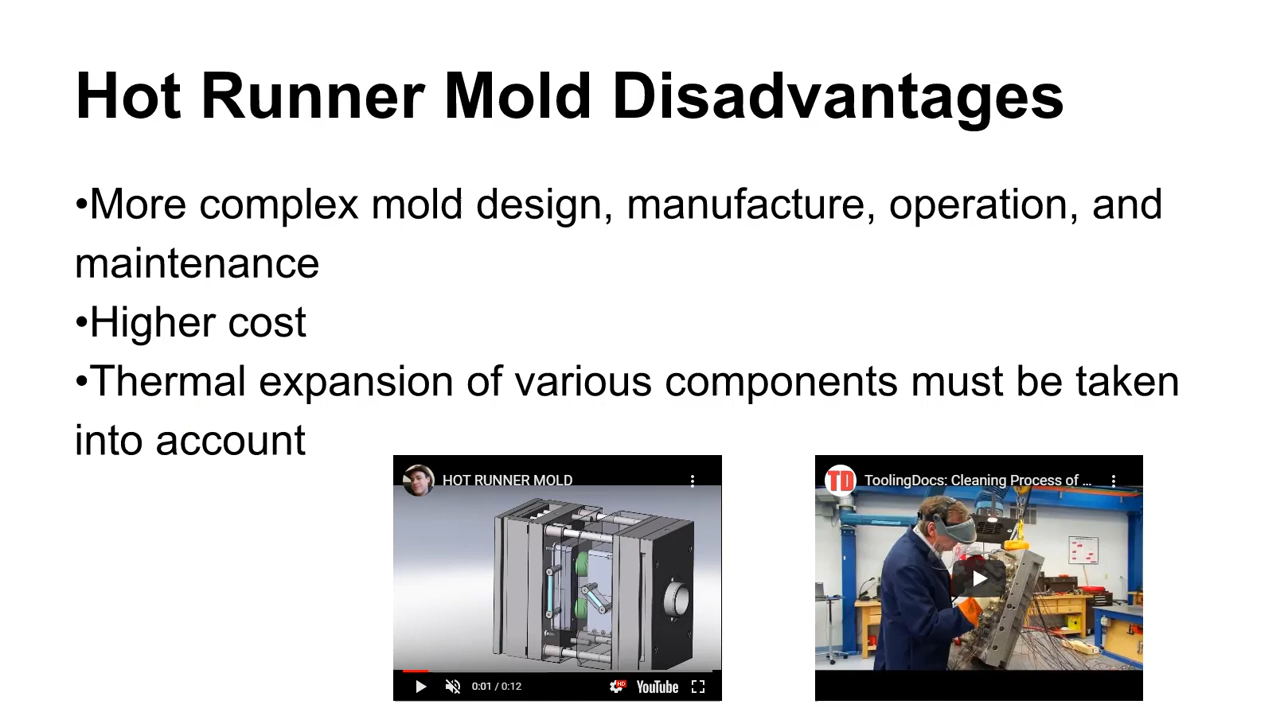 Hot Runner Mold Disadvantages
•More complex mold design, manufacture, operation, and
maintenance
•Higher cost
•Thermal expansion of various components must be taken
into account
HOT RUNNER MOLD
TD ToolingDocs: Cleaning Process of ...
0:01 / 0:12 HD YouTube